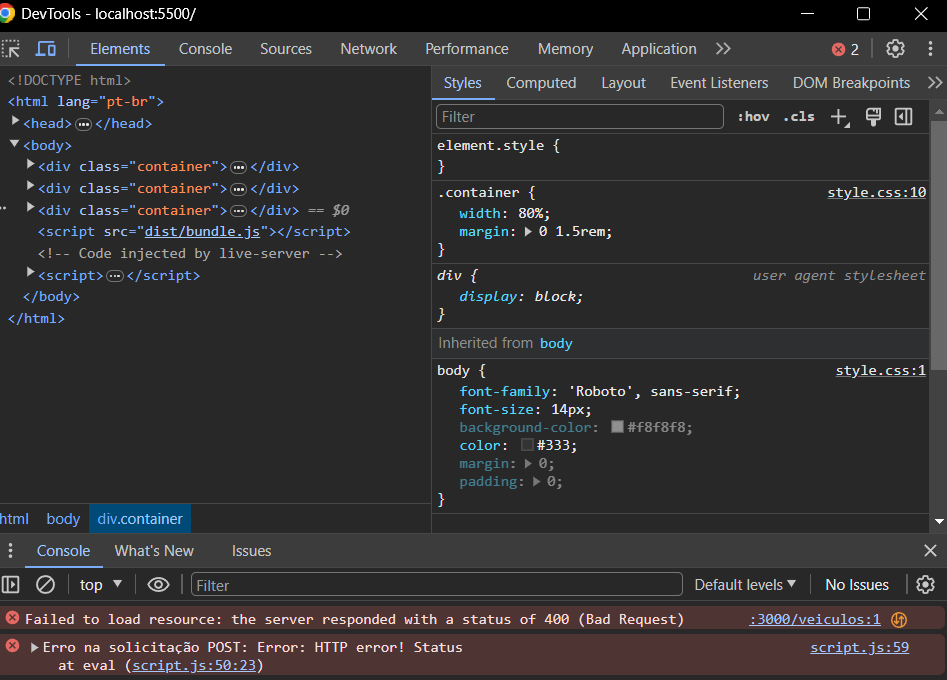 DevTools - localhost:5500/
Elements Console Sources Network Performance Memory Application 2
<!DOCTYPE html>
<html lang="pt-br">
<head> … </head>
<body>
<div class="container"> … </div>
<div class="container"> … </div>
<div class="container"> … </div> == $0
<script src="dist/bundle.js"></script>
<!-- Code injected by live-server -->
<script> … </script>
</body>
</html>
html body div.container
Styles Computed Layout Event Listeners DOM Breakpoints
Filter :hov .cls
element.style {
}
.container { style.css:10
width: 80%;
margin: 0 1.5rem;
}
div { user agent stylesheet
display: block;
}
Inherited from body
body { style.css:1
font-family: 'Roboto', sans-serif;
font-size: 14px;
background-color: #f8f8f8;
color: #333;
margin: 0;
padding: 0;
}
Console What's New Issues
top Filter Default levels No Issues
Failed to load resource: the server responded with a status of 400 (Bad Request) :3000/veiculos:1
Erro na solicitação POST: Error: HTTP error! Status script.js:59
at eval (script.js:50:23)